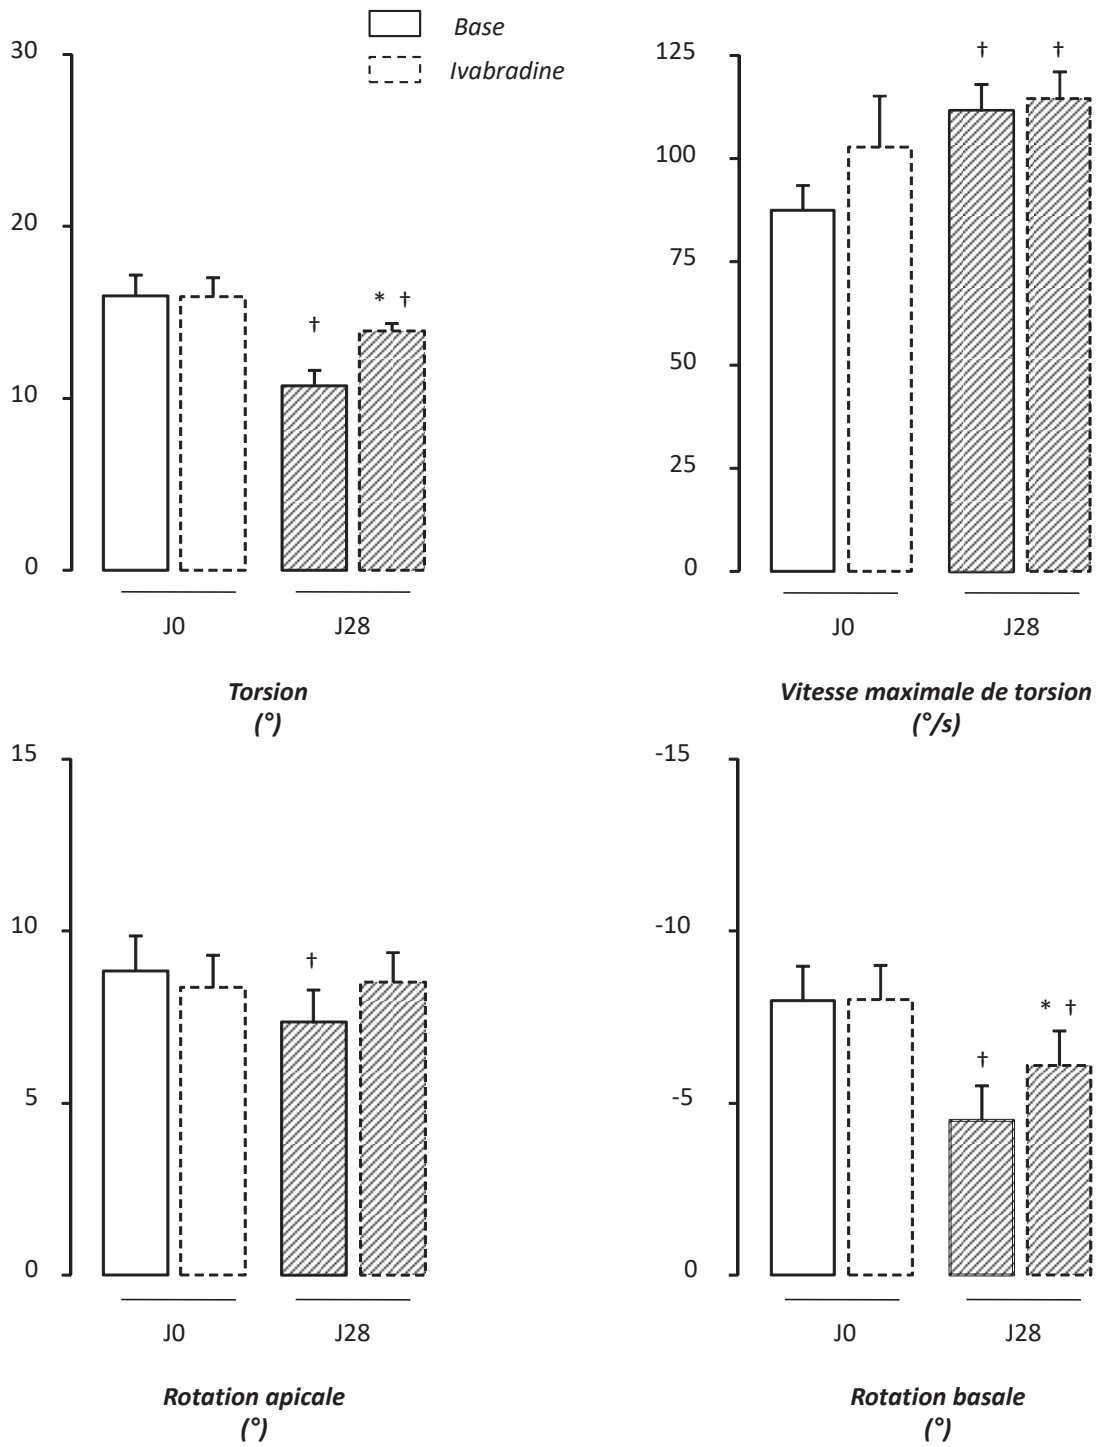 Base
Ivabradine
30
20
10
0
†
* †
J0
J28
Torsion
(°)
125
100
75
50
25
0
†
†
J0
J28
Vitesse maximale de torsion
(°/s)
15
10
5
0
†
J0
J28
Rotation apicale
(°)
-15
-10
-5
0
†
* †
J0
J28
Rotation basale
(°)